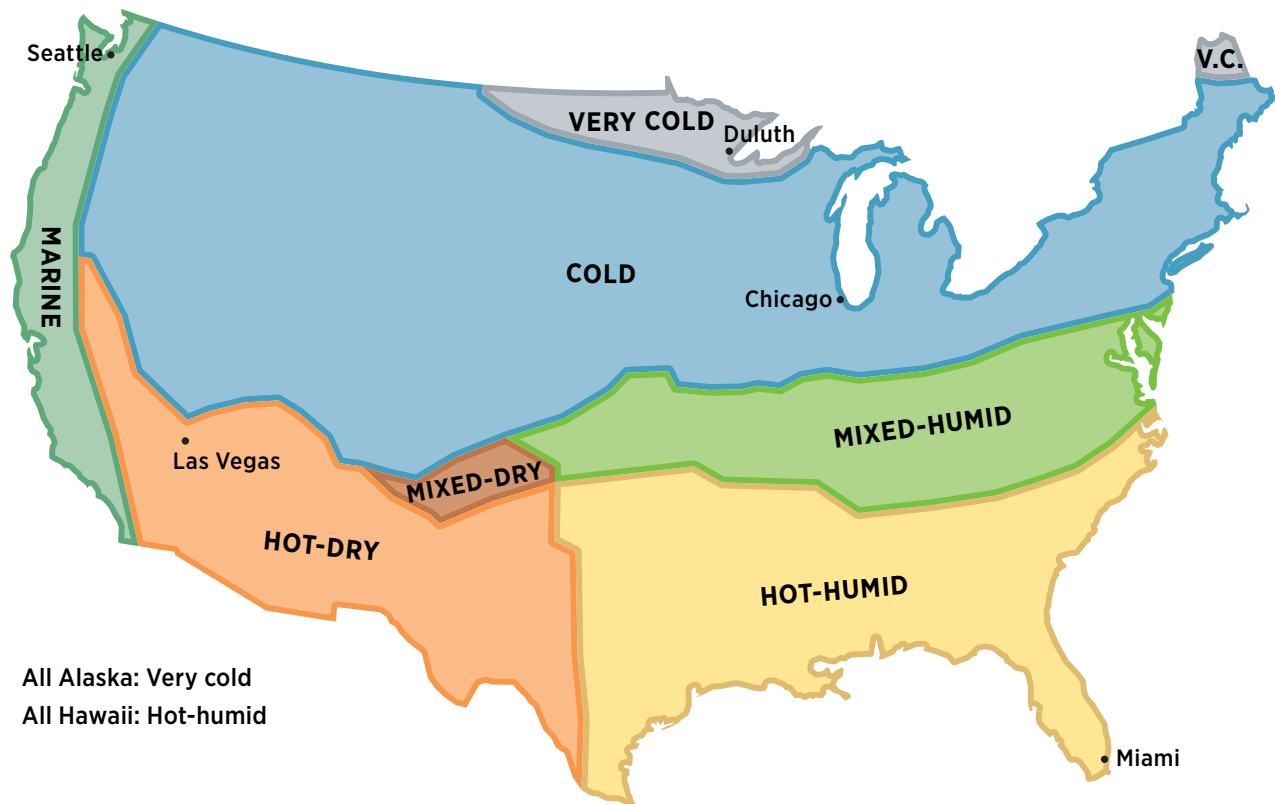 Seattle
V.C.
VERY COLD
Duluth
MARINE
COLD
Chicago
MIXED-HUMID
Las Vegas
MIXED-DRY
HOT-DRY
HOT-HUMID
All Alaska: Very cold
All Hawaii: Hot-humid
Miami